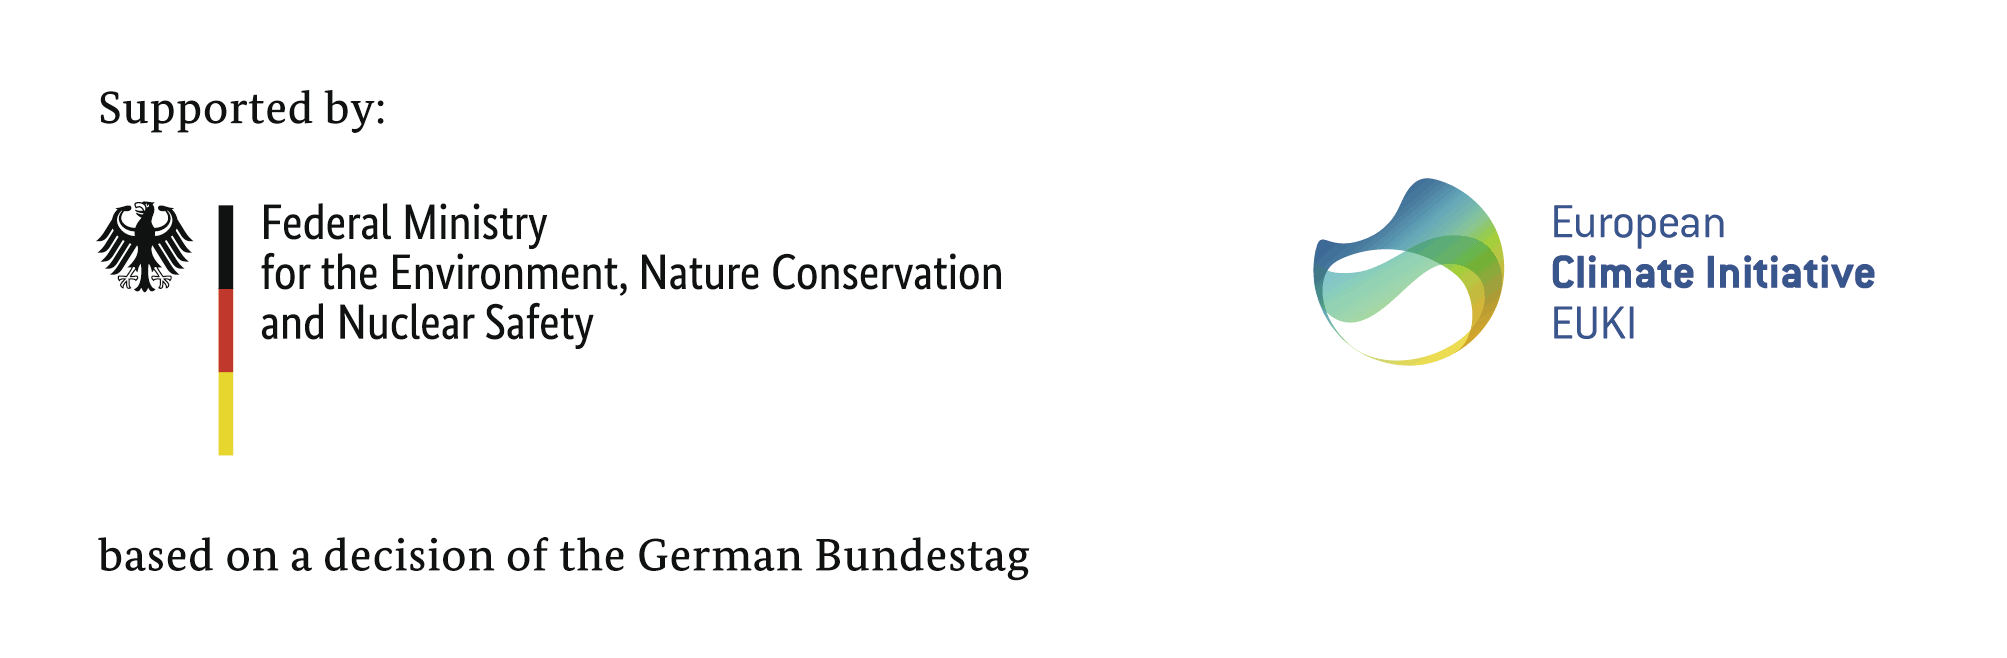 Supported by:
Federal Ministry
for the Environment, Nature Conservation
and Nuclear Safety
European
Climate Initiative
EUKI
based on a decision of the German Bundestag